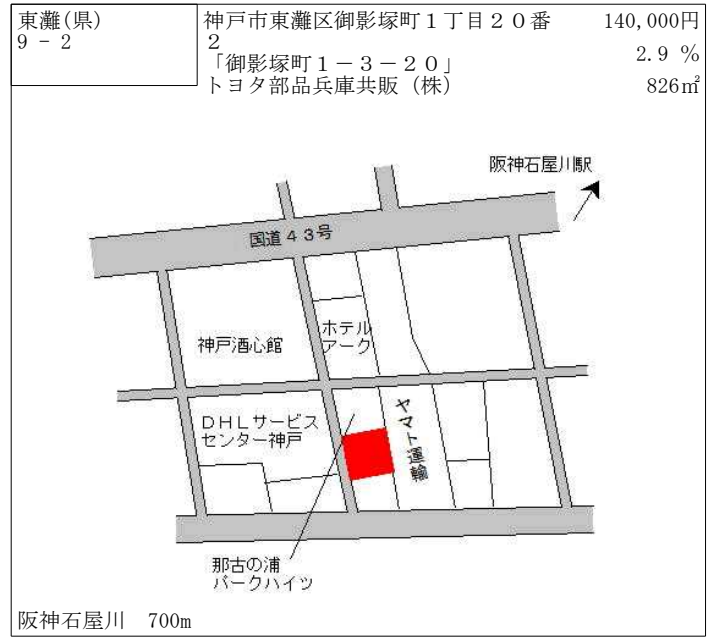 東灘(県)
9 - 2
神戸市東灘区御影塚町１丁目２０番
2
「御影塚町１－３－２０」
トヨタ部品兵庫共販（株）
140,000円
2.9 %
826㎡
阪神石屋川駅
国道４３号
神戸酒心館
ホテル
アーク
ＤＨＬサービス
センター神戸
ヤマト運輸
那古の浦
パークハイツ
阪神石屋川　700m